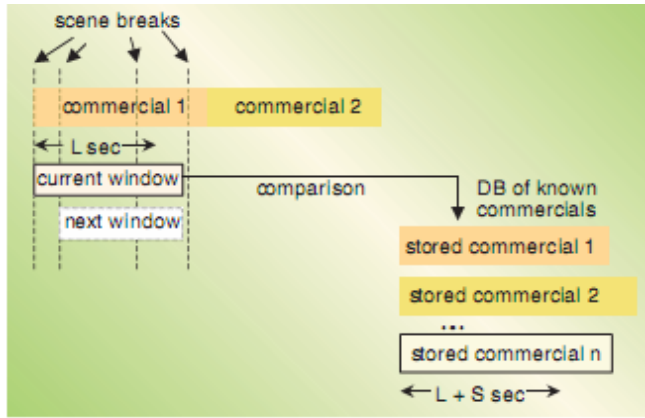 scene breaks
commercial 1
commercial 2
L sec
current window
comparison
DB of known
commercials
next window
stored commercial 1
stored commercial 2
...
stored commercial n
L + S sec